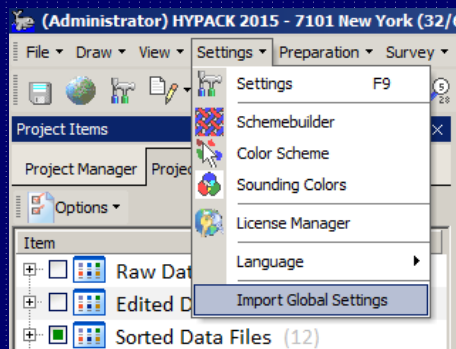 (Administrator) HYPACK 2015 - 7101 New York (32/
File Draw View Settings Preparation Survey
Settings F9
Schemebuilder
Project Items
Color Scheme
Project Manager
Sounding Colors
Options
License Manager
Item
Language
Raw
Import Global Settings
Edited
Sorted Data Files (12)